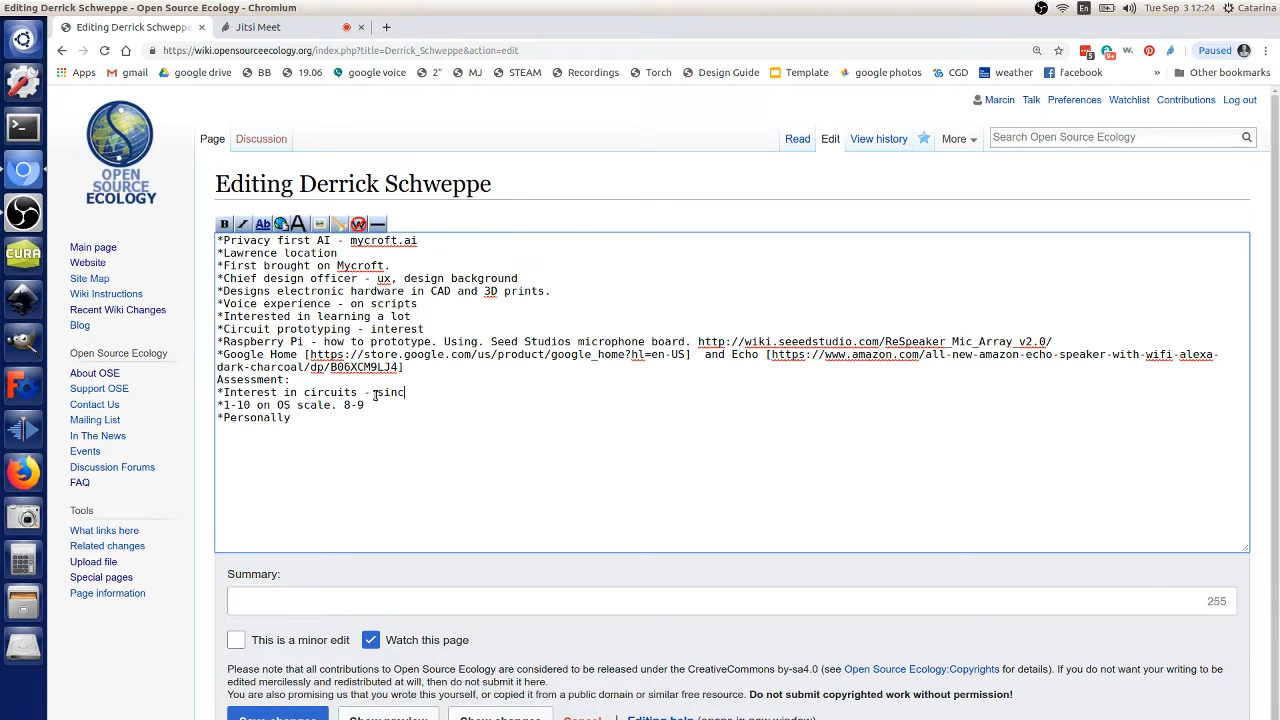 Editing Derrick Schweppe - Open Source Ecology - Chromium
En
Tue Sep 3 12:24
Catarina
Editing Derrick Schweppe
Jitsi Meet
https://wiki.opensourceecology.org/index.php?title=Derrick_Schweppe&action=edit
Paused
Apps
gmail
google drive
BB
19.06
google voice
2"
MJ
STEAM
Recordings
Torch
Design Guide
Template
google photos
CGD
weather
facebook
»
Other bookmarks
Marcin
Talk
Preferences
Watchlist
Contributions
Log out
Page
Discussion
Read
Edit
View history
More
Search Open Source Ecology
OPEN
SOURCE
ECOLOGY
Editing Derrick Schweppe
*Privacy first AI - mycroft.ai
*Lawrence location
*First brought on Mycroft.
*Chief design officer - ux, design background
*Designs electronic hardware in CAD and 3D prints.
*Voice experience - on scripts
*Interested in learning a lot
*Circuit prototyping - interest
*Raspberry Pi - how to prototype. Using. Seed Studios microphone board. http://wiki.seeedstudio.com/ReSpeaker_Mic_Array_v2.0/
*Google Home [https://store.google.com/us/product/google_home?hl=en-US]  and Echo [https://www.amazon.com/all-new-amazon-echo-speaker-with-wifi-alexa-
dark-charcoal/dp/B06XCM9LJ4]
Assessment:
*Interest in circuits - sinc
*1-10 on OS scale. 8-9
*Personally
Main page
Website
Site Map
Wiki Instructions
Recent Wiki Changes
Blog
Open Source Ecology
About OSE
Support OSE
Contact Us
Mailing List
In The News
Events
Discussion Forums
FAQ
Tools
What links here
Related changes
Upload file
Special pages
Page information
Summary:
255
This is a minor edit
Watch this page
Please note that all contributions to Open Source Ecology are considered to be released under the CreativeCommons by-sa4.0 (see Open Source Ecology:Copyrights for details). If you do not want your writing to
be edited mercilessly and redistributed at will, then do not submit it here.
You are also promising us that you wrote this yourself, or copied it from a public domain or similar free resource. Do not submit copyrighted work without permission!
Save changes
Show preview
Show changes
Cancel
Editing help (opens in new window)
CURA